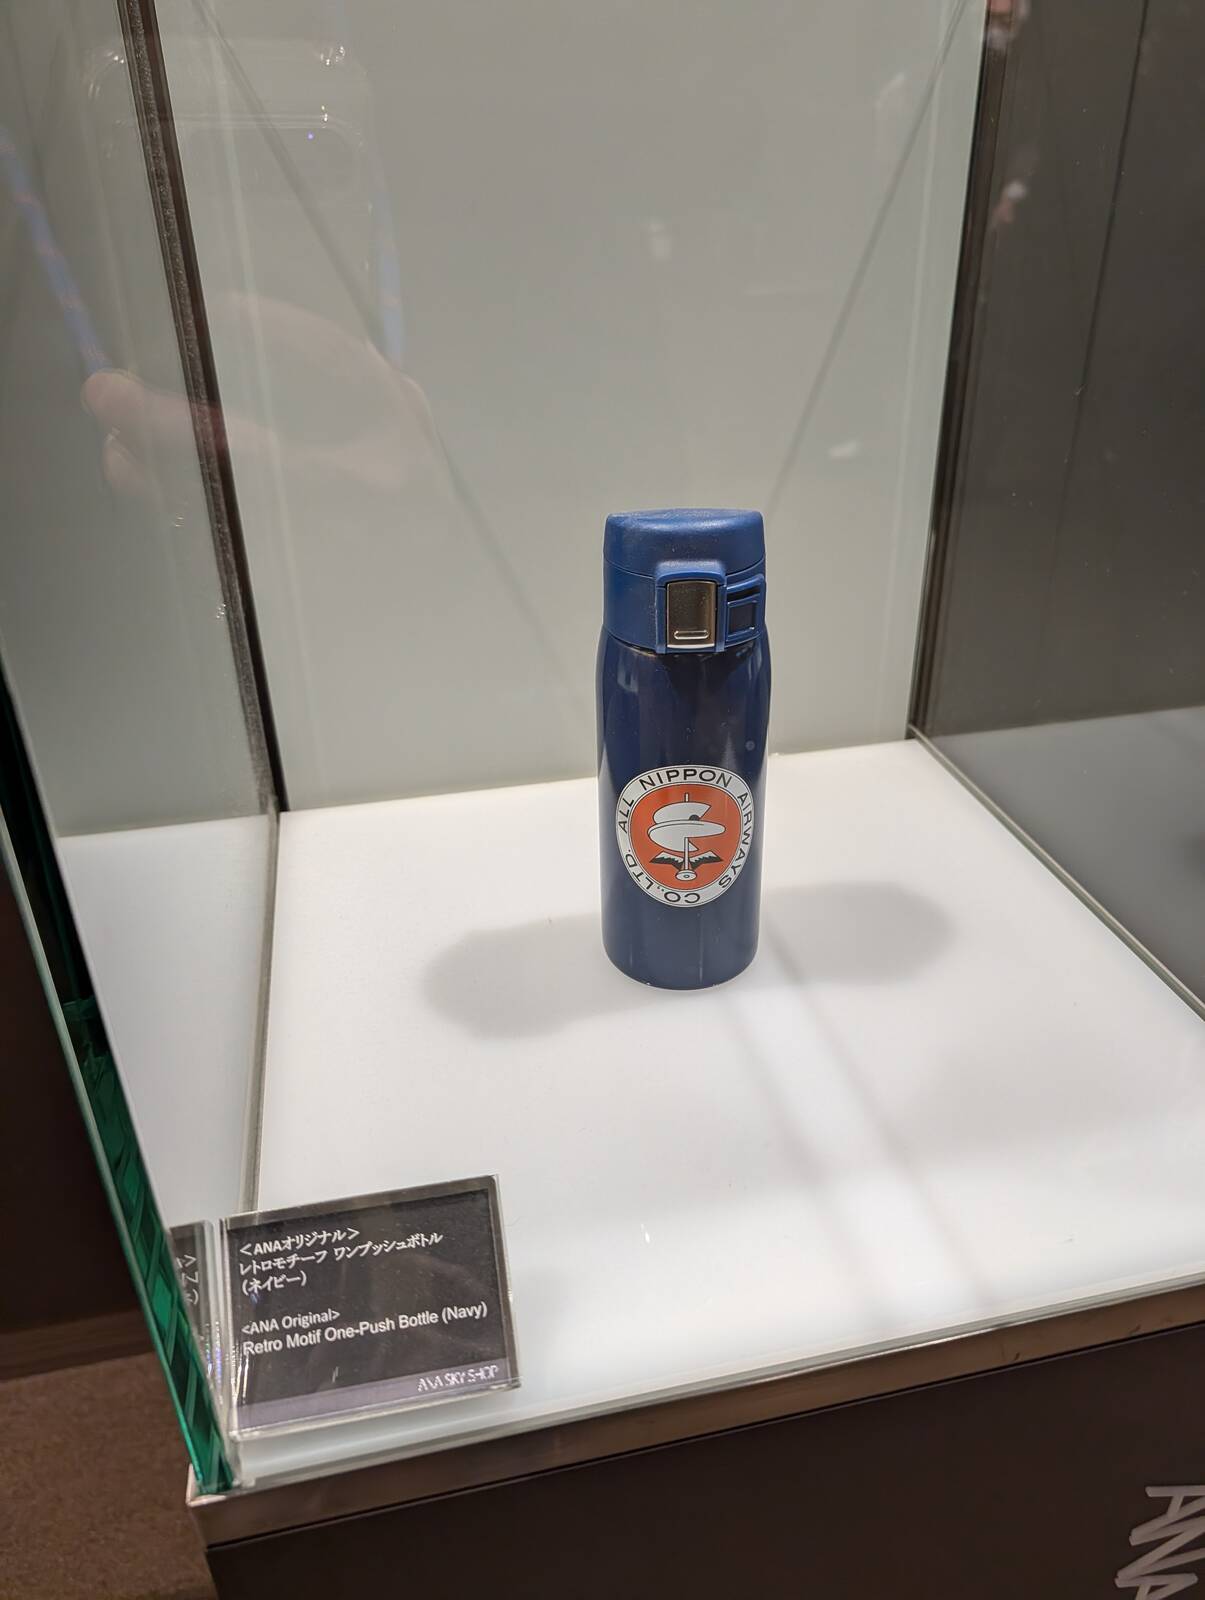 ALL NIPPON AIRWAYS CO.,LTD.
<ANAオリジナル>
レトロモチーフ ワンプッシュボトル
(ネイビー)
<ANA Original>
Retro Motif One-Push Bottle (Navy)
ANA SKY SHOP
ANA